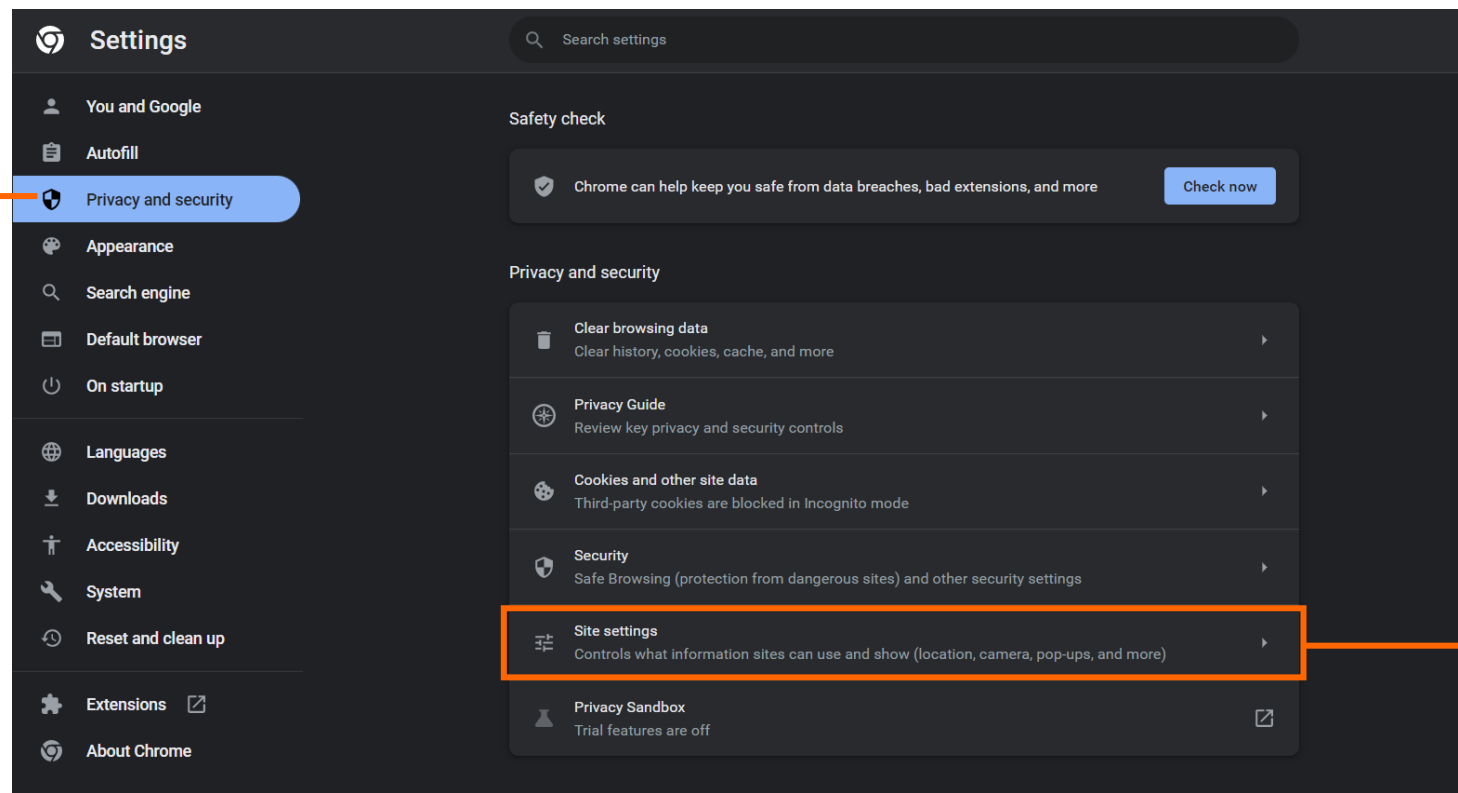 Settings
Search settings
You and Google
Autofill
Privacy and security
Appearance
Search engine
Default browser
On startup
Languages
Downloads
Accessibility
System
Reset and clean up
Extensions
About Chrome
Safety check
Chrome can help keep you safe from data breaches, bad extensions, and more
Check now
Privacy and security
Clear browsing data
Clear history, cookies, cache, and more
Privacy Guide
Review key privacy and security controls
Cookies and other site data
Third-party cookies are blocked in Incognito mode
Security
Safe Browsing (protection from dangerous sites) and other security settings
Site settings
Controls what information sites can use and show (location, camera, pop-ups, and more)
Privacy Sandbox
Trial features are off